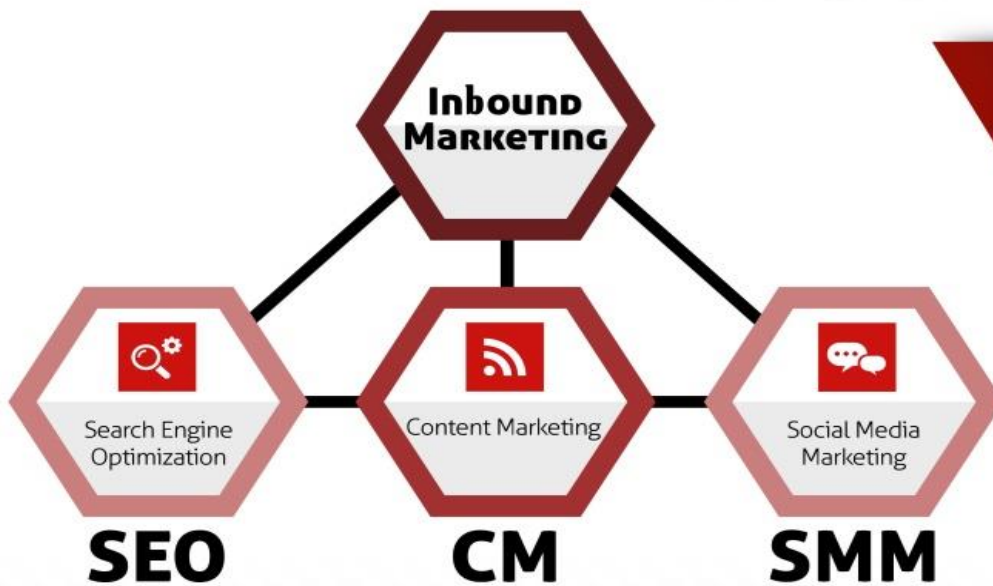 Inbound
Marketing
Search Engine
Optimization
Content Marketing
Social Media
Marketing
SEO
CM
SMM